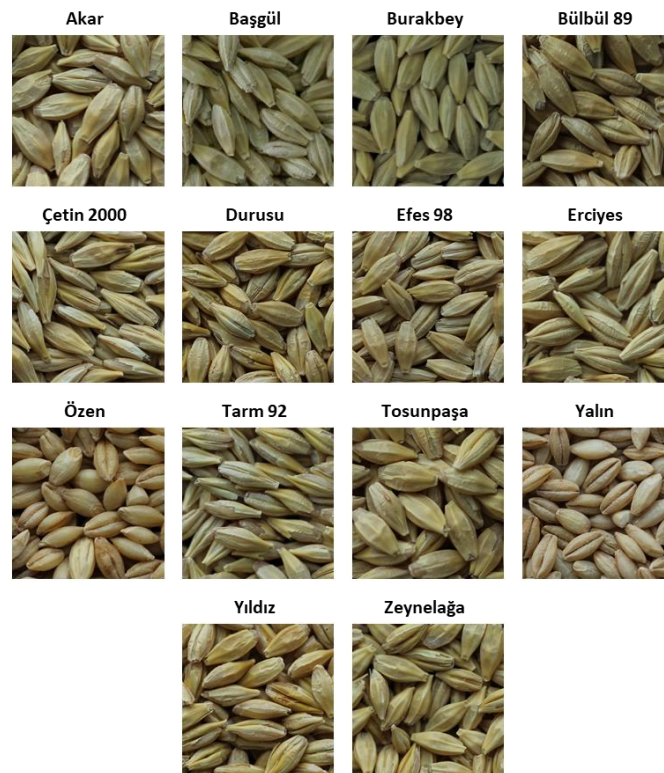 Akar Başgül Burakbey Bülbül 89
Çetin 2000 Durusu Efes 98 Erciyes
Özen Tarm 92 Tosunpaşa Yalın
Yıldız Zeynelağa